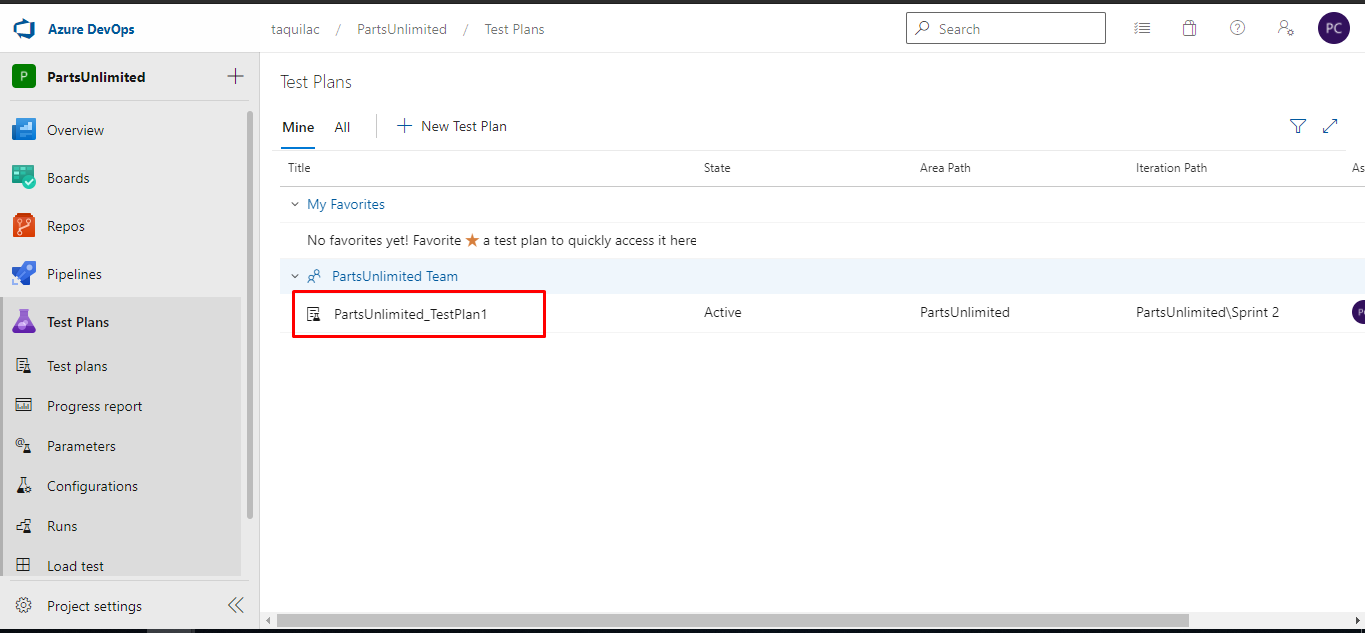 Azure DevOps
taquilac / PartsUnlimited / Test Plans
Search
PC
P PartsUnlimited
Overview
Boards
Repos
Pipelines
Test Plans
Test plans
Progress report
Parameters
Configurations
Runs
Load test
Project settings
Test Plans
Mine All New Test Plan
Title State Area Path Iteration Path As
My Favorites
No favorites yet! Favorite ★ a test plan to quickly access it here
PartsUnlimited Team
PartsUnlimited_TestPlan1 Active PartsUnlimited PartsUnlimited\Sprint 2